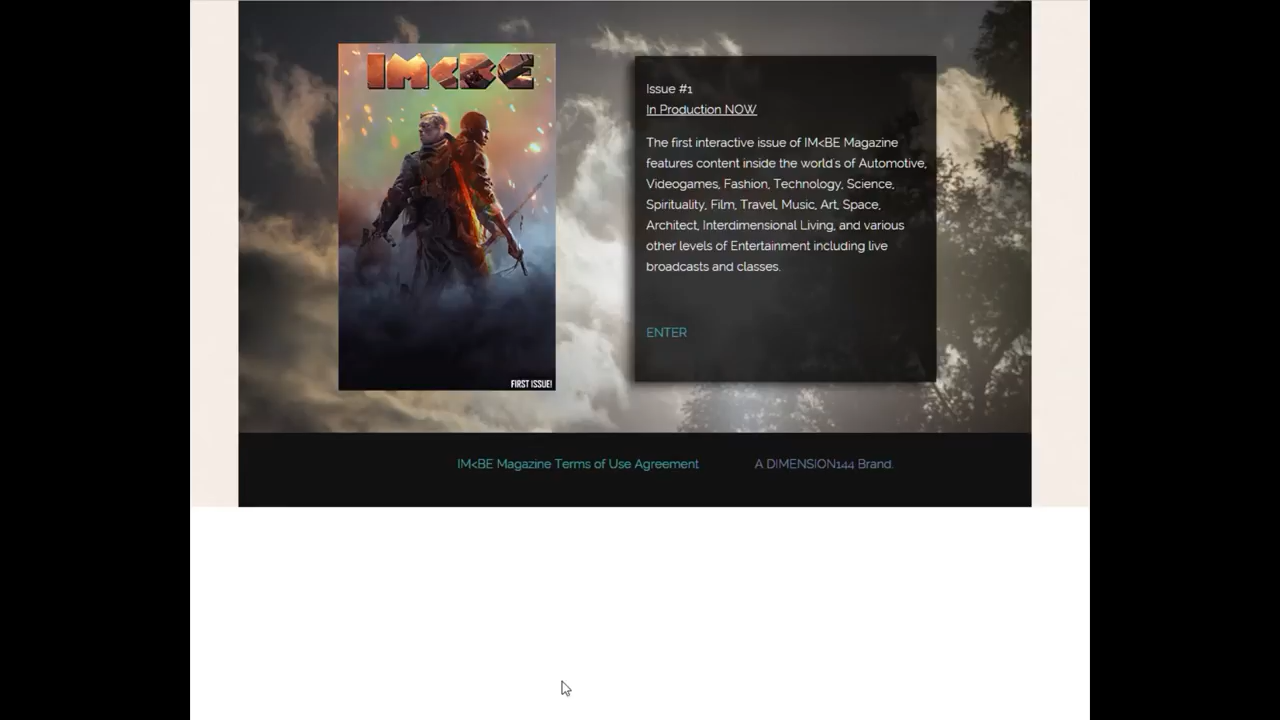 IM<BE
FIRST ISSUE!
Issue #1
In Production NOW
The first interactive issue of IM<BE Magazine
features content inside the worlds of Automotive,
Videogames, Fashion, Technology, Science,
Spirituality, Film, Travel, Music, Art, Space,
Architect, Interdimensional Living, and various
other levels of Entertainment including live
broadcasts and classes.
ENTER
IM<BE Magazine Terms of Use Agreement
A DIMENSION144 Brand.